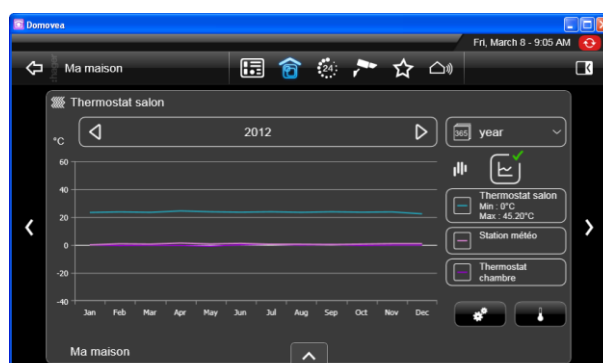 Domovea
Fri, March 8 - 9:05 AM
Ma maison
24
Thermostat salon
°C
2012
365
year
60
40
20
0
-20
-40
Jan Feb Mar Apr May Jun Jul Aug Sep Oct Nov Dec
Thermostat salon
Min : 0°C
Max : 45.20°C
Station météo
Thermostat
chambre
Ma maison